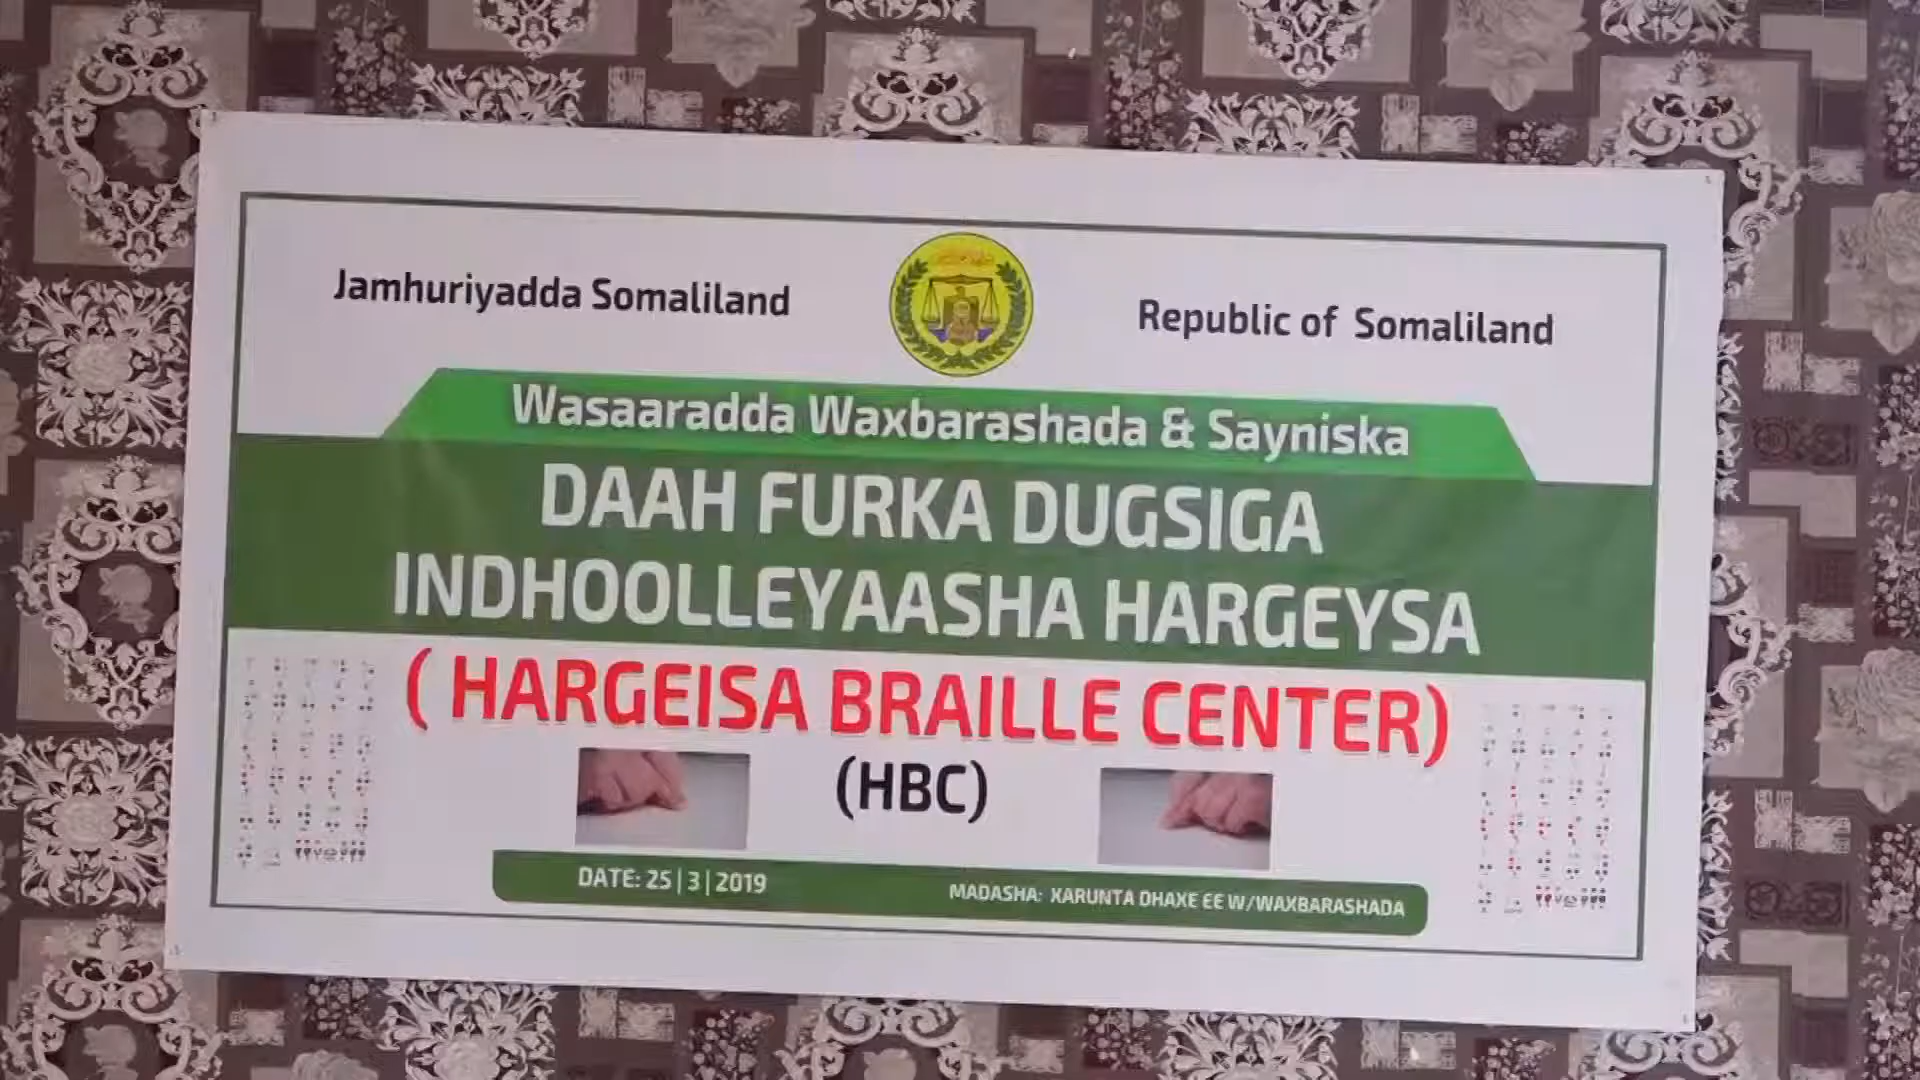 Jamhuriyadda Somaliland
Republic of Somaliland
Wasaaradda Waxbarashada & Sayniska
DAAH FURKA DUGSIGA
INDHOOLLEYAASHA HARGEYSA
( HARGEISA BRAILLE CENTER)
(HBC)
DATE: 25|3|2019
MADASHA: XARUNTA DHAXE EE W/WAXBARASHADA